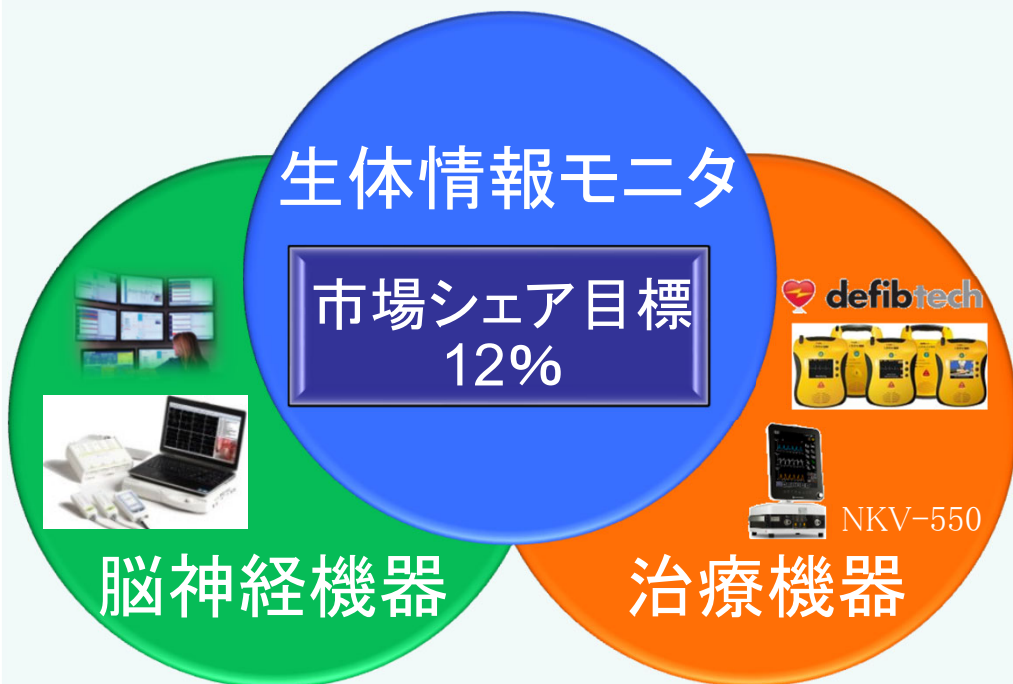 生体情報モニタ
市場シェア目標
12%
defibtech
NKV-550
脳神経機器
治療機器